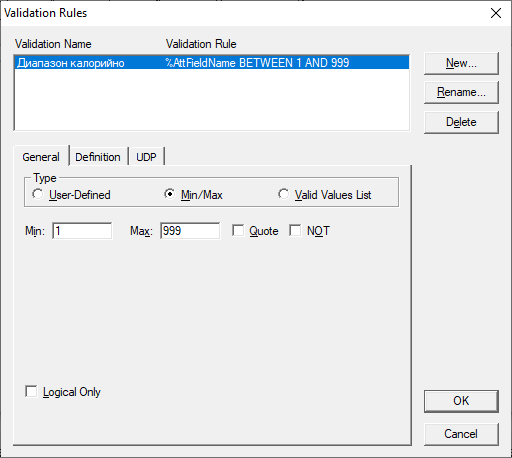 Validation Rules
Validation Name Validation Rule
Диапазон калорийно %AttFieldName BETWEEN 1 AND 999
New...
Rename...
Delete
General Definition UDP
Type
User-Defined Min/Max Valid Values List
Min: 1 Max: 999 Quote NOT
Logical Only
OK
Cancel